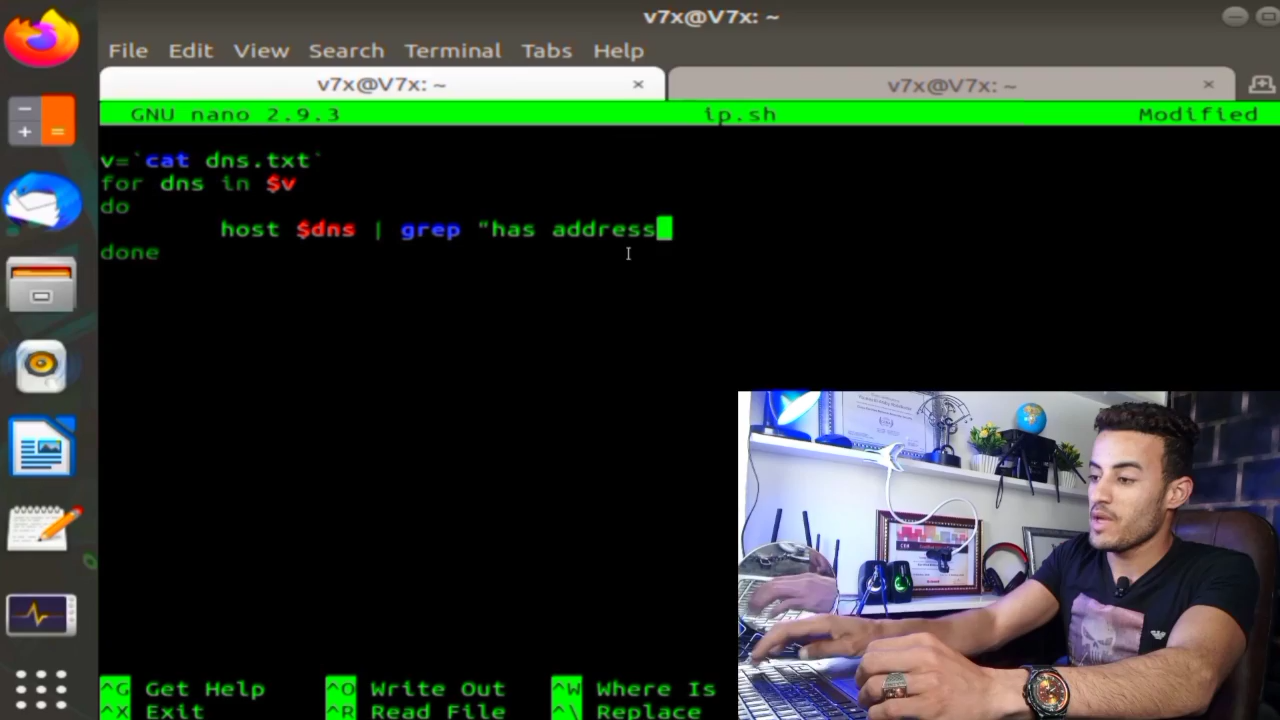 v7x@V7x: ~
File Edit View Search Terminal Tabs Help
v7x@V7x: ~ × v7x@V7x: ~ ×
GNU nano 2.9.3 ip.sh Modified
v=`cat dns.txt`
for dns in $v
do
host $dns | grep "has address
done
^G Get Help ^O Write Out ^W Where Is
^X Exit ^R Read File ^\ Replace